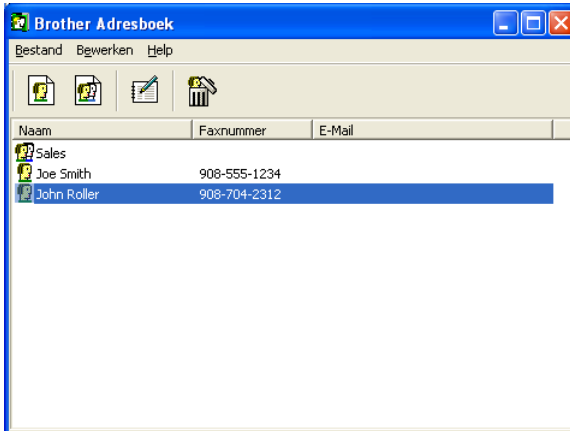 Brother Adresboek
Bestand Bewerken Help
Naam Faxnummer E-Mail
Sales
Joe Smith 908-555-1234
John Roller 908-704-2312